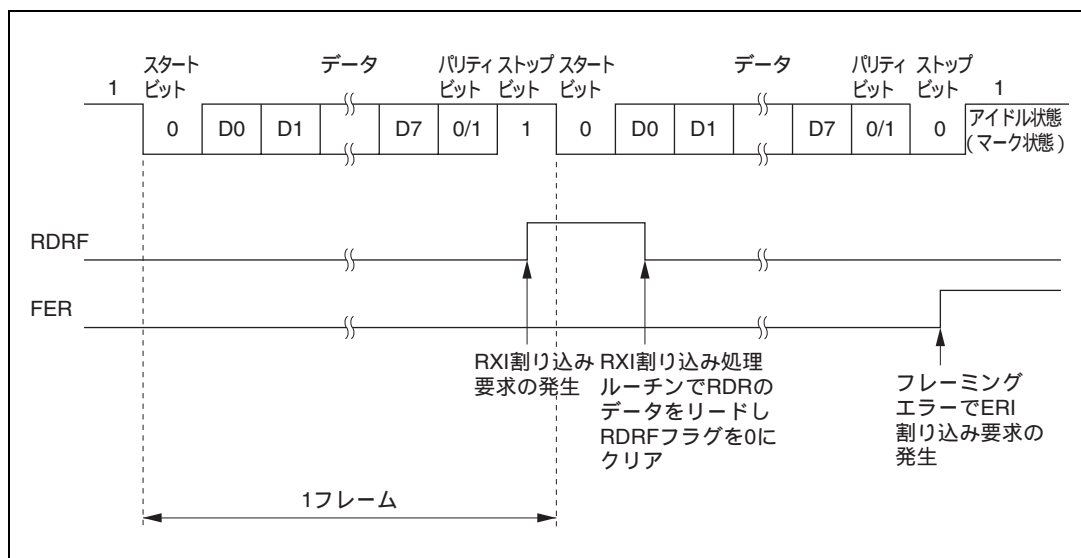 スタート データ パリティ ストップ スタート データ パリティ ストップ
1 ビット ビット ビット ビット ビット ビット 1
0 D0 D1 D7 0/1 1 0 D0 D1 D7 0/1 0 アイドル状態
(マーク状態)
RDRF
FER
RXI割り込み
要求の発生
RXI割り込み処理
ルーチンでRDRの
データをリードし
RDRFフラグを0に
クリア
フレーミング
エラーでERI
割り込み要求の
発生
1フレーム